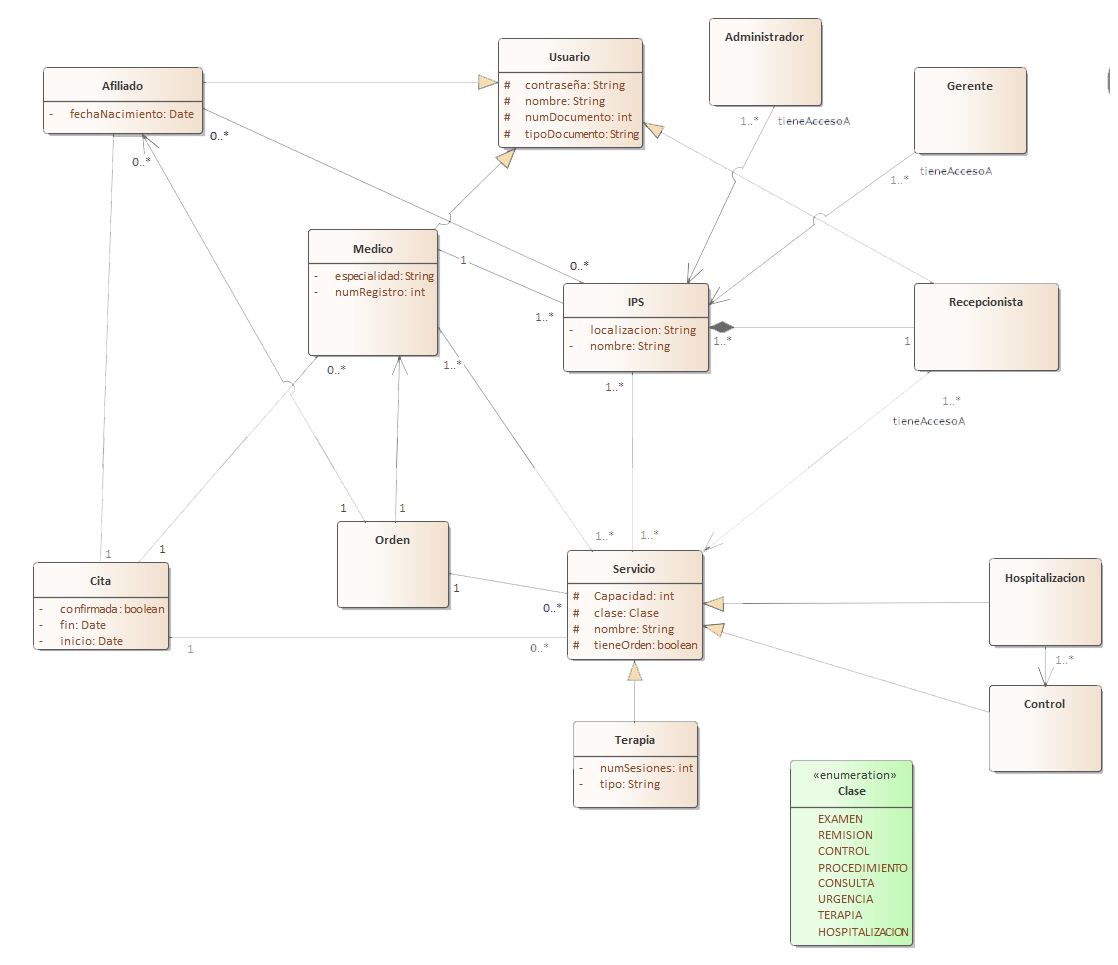 Administrador
1..*
tieneAccesoA
Gerente
1..*
tieneAccesoA
Usuario
# contraseña: String
# nombre: String
# numDocumento: int
# tipoDocumento: String
Afiliado
- fechaNacimiento: Date
0..*
0..*
Medico
- especialidad: String
- numRegistro: int
1
0..*
1..*
IPS
- localizacion: String
- nombre: String
1..*
1
Recepcionista
0..*
1..*
1..*
1..*
tieneAccesoA
1
1
Orden
1
0..*
1..*
1..*
1
1
Cita
- confirmada: boolean
- fin: Date
- inicio: Date
1
0..*
Servicio
# Capacidad: int
# clase: Clase
# nombre: String
# tieneOrden: boolean
Hospitalizacion
1..*
Control
Terapia
- numSesiones: int
- tipo: String
«enumeration»
Clase
EXAMEN
REMISION
CONTROL
PROCEDIMIENTO
CONSULTA
URGENCIA
TERAPIA
HOSPITALIZACION